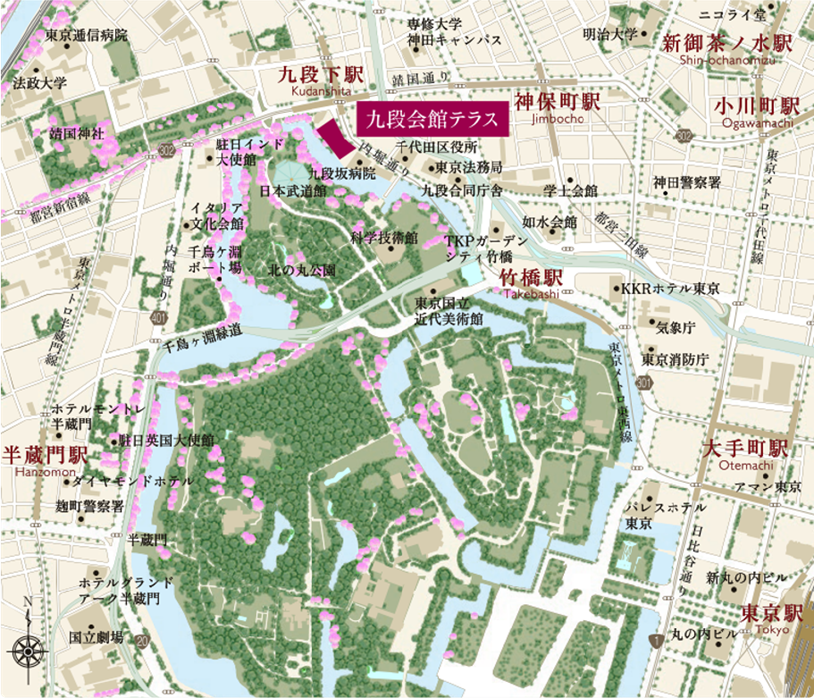 ニコライ堂
専修大学
神田キャンパス
明治大学
東京逓信病院
新御茶ノ水駅
Shin-ochanomizu
法政大学
九段下駅
Kudanshita
靖国通り
神保町駅
Jimbocho
小川町駅
Ogawamachi
九段会館テラス
靖国神社
302
302
駐日インド
大使館
内堀通り
千代田区役所
九段坂病院
東京法務局
日本武道館
九段合同庁舎
学士会館
神田警察署
東京メトロ千代田線
都営新宿線
イタリア
文化会館
如水会館
都営三田線
科学技術館
TKPガーデン
シティ竹橋
千鳥ヶ淵
ボート場
内堀通り
北の丸公園
竹橋駅
Takebashi
東京メトロ半蔵門線
KKRホテル東京
東京国立
近代美術館
401
気象庁
千鳥ヶ淵緑道
東京消防庁
東京メトロ東西線
301
ホテルモントレ
半蔵門
駐日英国大使館
半蔵門駅
Hanzomon
大手町駅
Otemachi
ダイヤモンドホテル
アマン東京
麹町警察署
パレスホテル
東京
半蔵門
日比谷通り
ホテルグランド
アーク半蔵門
新丸の内ビル
N
東京駅
Tokyo
国立劇場
20
1
丸の内ビル